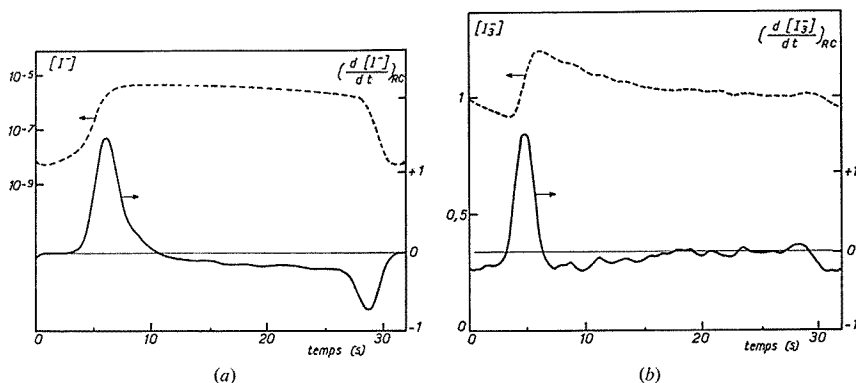 [I⁻]
(d [I⁻] / dt)RC
10⁻⁵
10⁻⁷
10⁻⁹
+1
0
-1
0 10 20 30
temps (s)
(a)
[I₃⁻]
(d [I₃⁻] / dt)RC
1
0,5
0
+1
0
-1
0 10 20 30
temps (s)
(b)